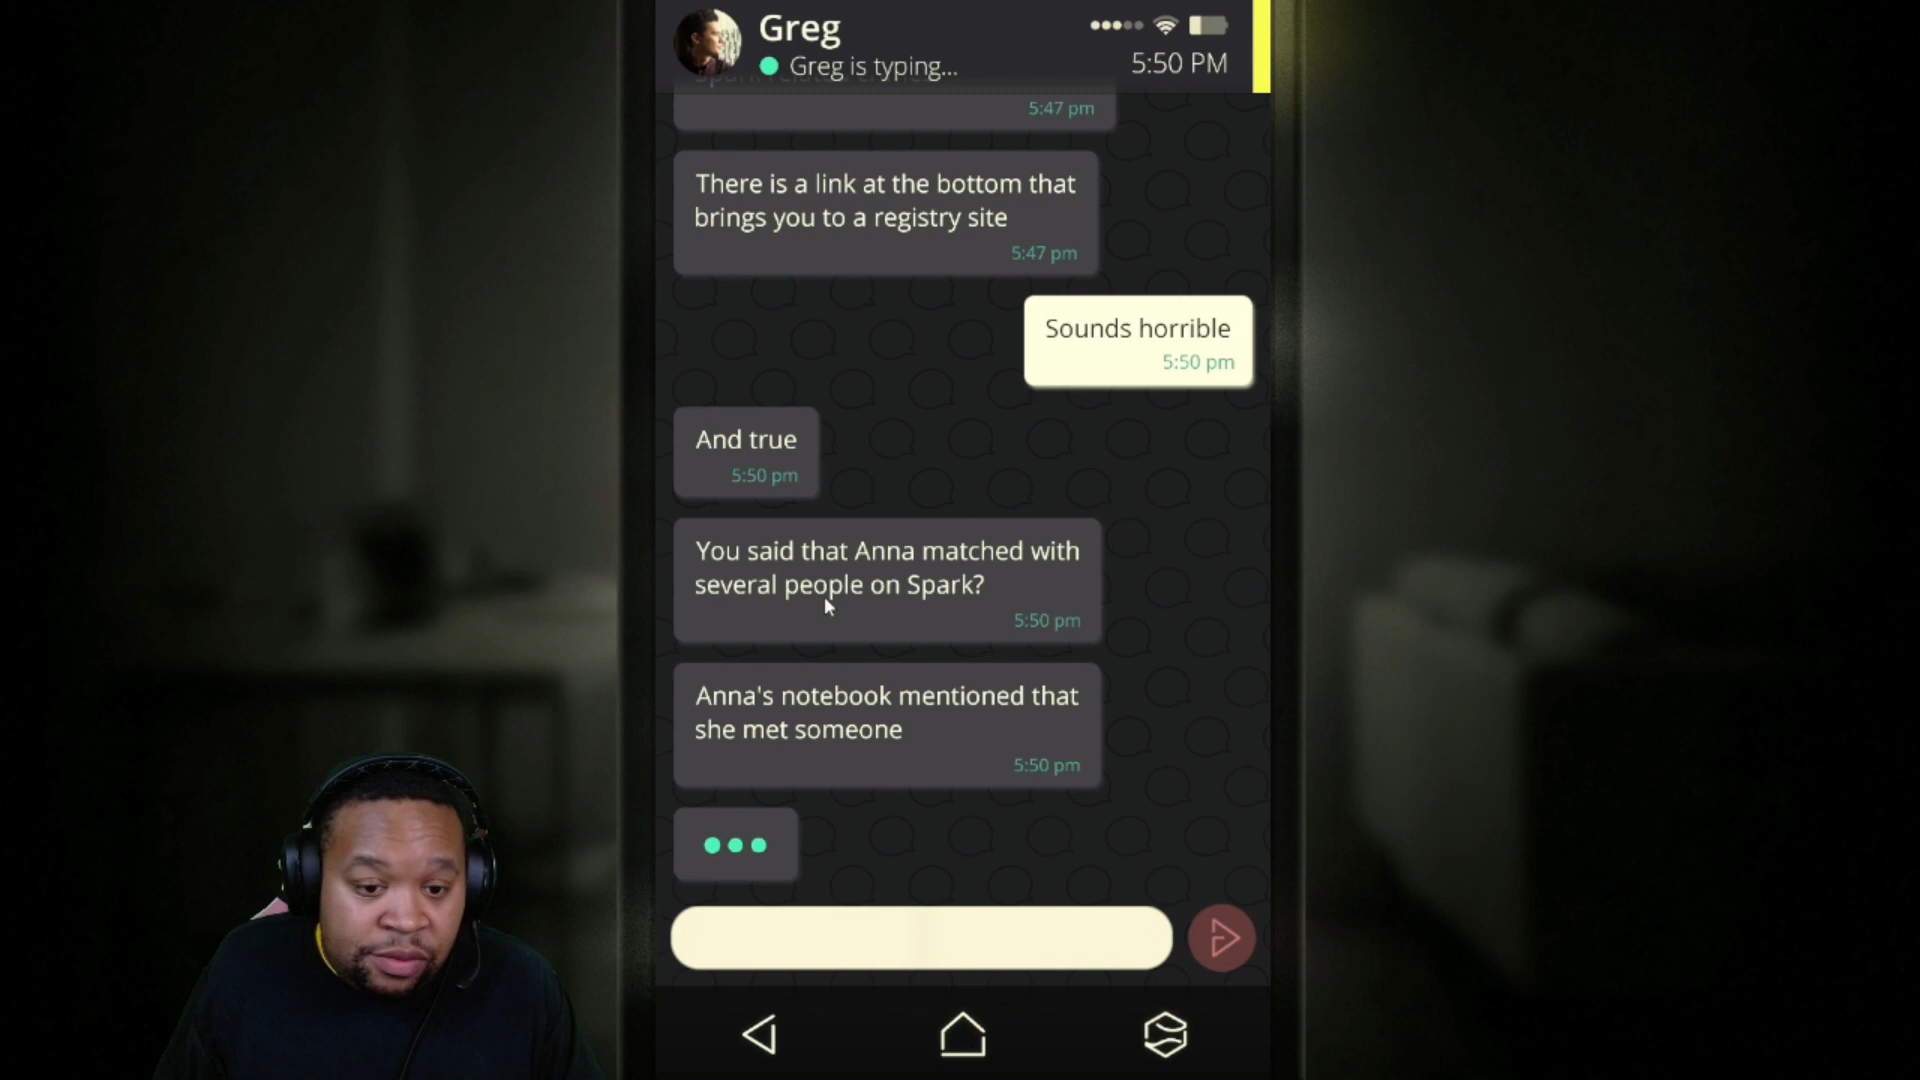 Greg
Greg is typing...
5:50 PM
5:47 pm
There is a link at the bottom that
brings you to a registry site
5:47 pm
Sounds horrible
5:50 pm
And true
5:50 pm
You said that Anna matched with
several people on Spark?
5:50 pm
Anna's notebook mentioned that
she met someone
5:50 pm